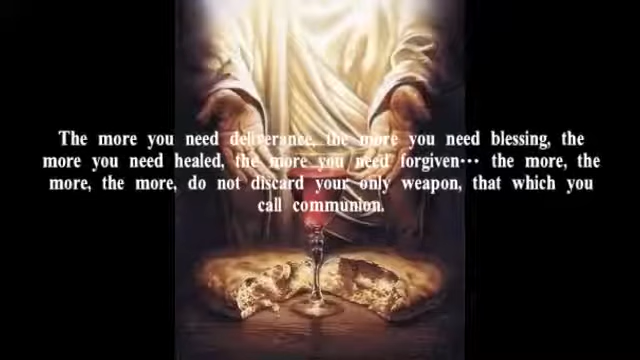 The more you need deliverance, the more you need blessing, the
more you need healed, the more you need forgiven··· the more, the
more, the more, do not discard your only weapon, that which you
call communion.